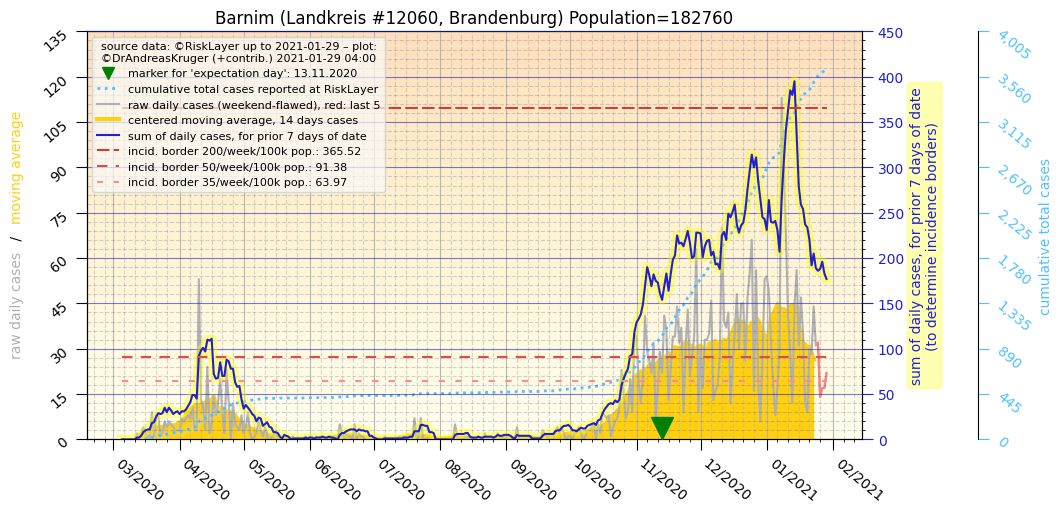 Barnim (Landkreis #12060, Brandenburg) Population=182760
source data: ©RiskLayer up to 2021-01-29 – plot:
©DrAndreasKruger (+contrib.) 2021-01-29 04:00
marker for 'expectation day': 13.11.2020
cumulative total cases reported at RiskLayer
raw daily cases (weekend-flawed), red: last 5
centered moving average, 14 days cases
sum of daily cases, for prior 7 days of date
incid. border 200/week/100k pop.: 365.52
incid. border 50/week/100k pop.: 91.38
incid. border 35/week/100k pop.: 63.97
raw daily cases / moving average
135
120
105
90
75
60
45
30
15
0
03/2020
04/2020
05/2020
06/2020
07/2020
08/2020
09/2020
10/2020
11/2020
12/2020
01/2021
02/2021
450
400
350
300
250
200
150
100
50
0
sum of daily cases, for prior 7 days of date
(to determine incidence borders)
4,005
3,560
3,115
2,670
2,225
1,780
1,335
890
445
0
cumulative total cases